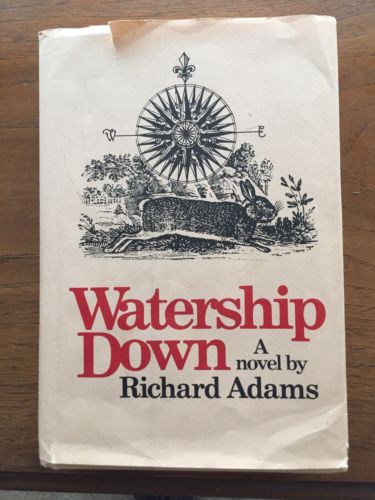 W E
Watership
Down
A
novel by
Richard Adams